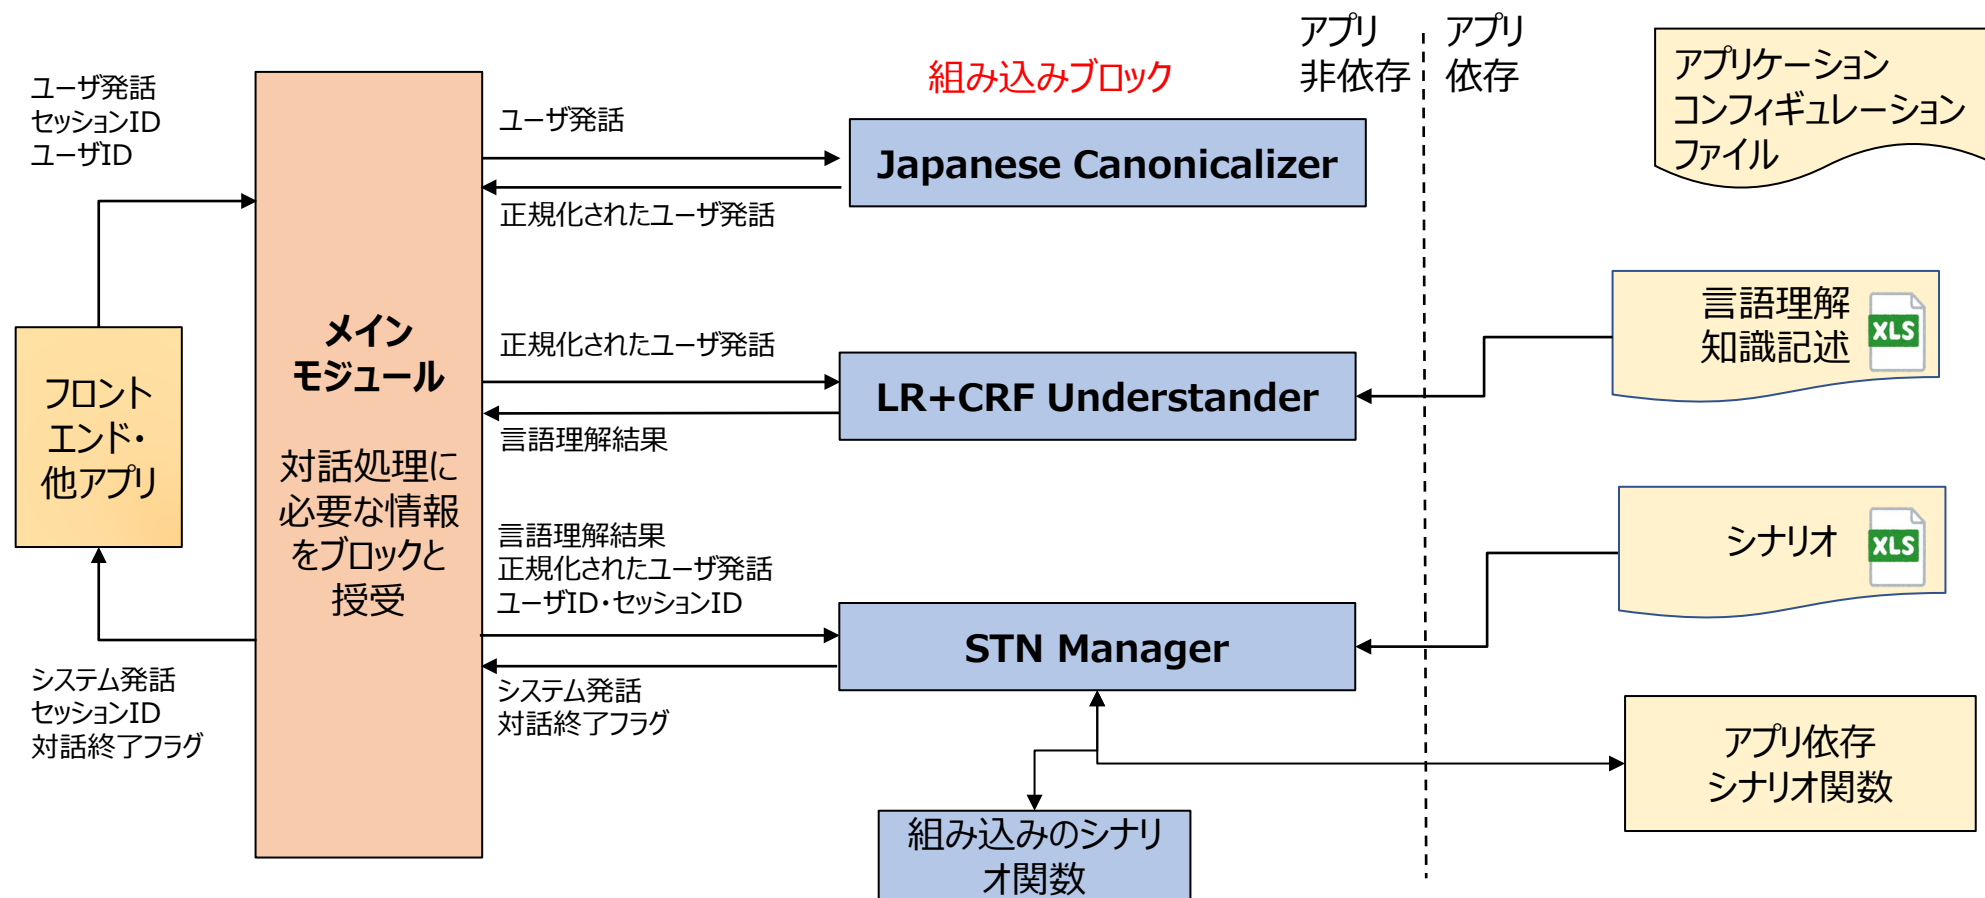 ユーザ発話
セッションID
ユーザID
フロント
エンド・
他アプリ
システム発話
セッションID
対話終了フラグ
メイン
モジュール
対話処理に
必要な情報
をブロックと
授受
ユーザ発話
正規化されたユーザ発話
正規化されたユーザ発話
言語理解結果
言語理解結果
正規化されたユーザ発話
ユーザID・セッションID
システム発話
対話終了フラグ
組み込みブロック
Japanese Canonicalizer
LR+CRF Understander
STN Manager
組み込みのシナリ
オ関数
アプリ
非依存
アプリ
依存
アプリケーション
コンフィギュレーション
ファイル
言語理解
知識記述
XLS
シナリオ
XLS
アプリ依存
シナリオ関数